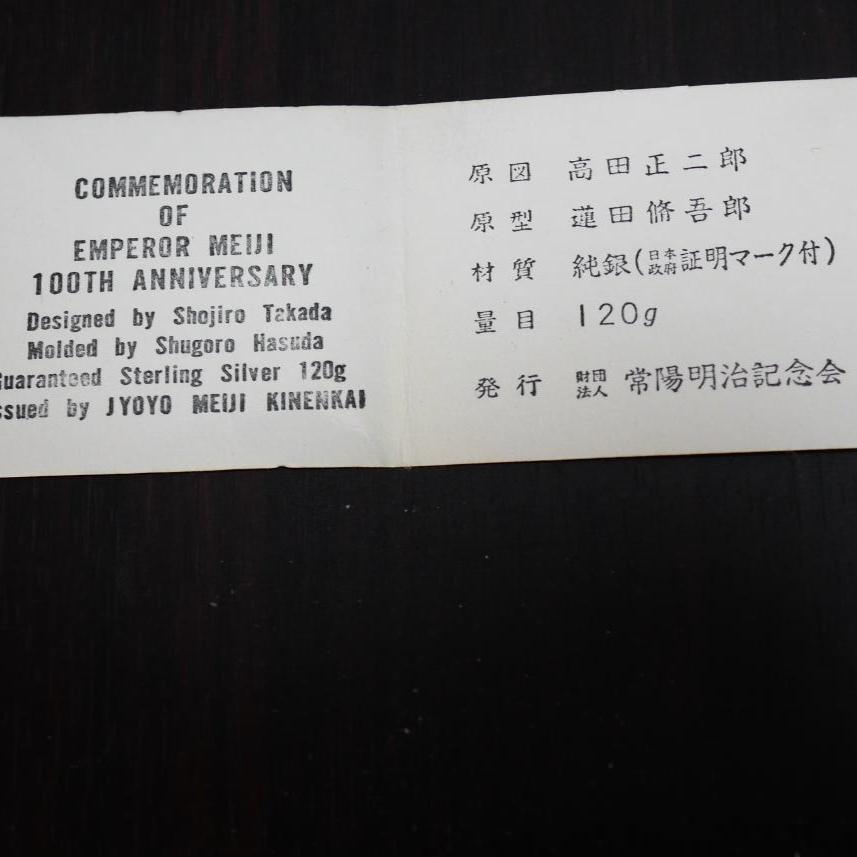 COMMEMORATION
OF
EMPEROR MEIJI
100TH ANNIVERSARY
Designed by Shojiro Takada
Molded by Shugoro Hasuda
Guaranteed Sterling Silver 120g
Issued by JYOYO MEIJI KINENKAI
原図 高田正二郎
原型 蓮田脩吾郎
材質 純銀(日本政府証明マーク付)
量目 120g
発行 財団法人 常陽明治記念会